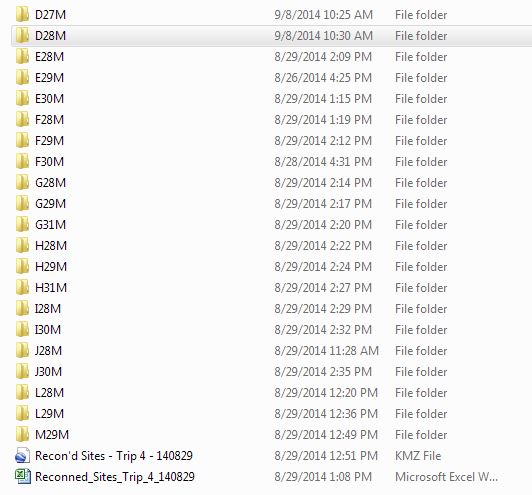 D27M 9/8/2014 10:25 AM File folder
D28M 9/8/2014 10:30 AM File folder
E28M 8/29/2014 2:09 PM File folder
E29M 8/26/2014 4:25 PM File folder
E30M 8/29/2014 1:15 PM File folder
F28M 8/29/2014 1:19 PM File folder
F29M 8/29/2014 2:12 PM File folder
F30M 8/28/2014 4:31 PM File folder
G28M 8/29/2014 2:14 PM File folder
G29M 8/29/2014 2:17 PM File folder
G31M 8/29/2014 2:20 PM File folder
H28M 8/29/2014 2:22 PM File folder
H29M 8/29/2014 2:24 PM File folder
H31M 8/29/2014 2:27 PM File folder
I28M 8/29/2014 2:29 PM File folder
I30M 8/29/2014 2:32 PM File folder
J28M 8/29/2014 11:28 AM File folder
J30M 8/29/2014 2:35 PM File folder
L28M 8/29/2014 12:20 PM File folder
L29M 8/29/2014 12:36 PM File folder
M29M 8/29/2014 12:49 PM File folder
Recon'd Sites - Trip 4 - 140829 8/29/2014 12:51 PM KMZ File
Reconned_Sites_Trip_4_140829 8/29/2014 1:08 PM Microsoft Excel W...